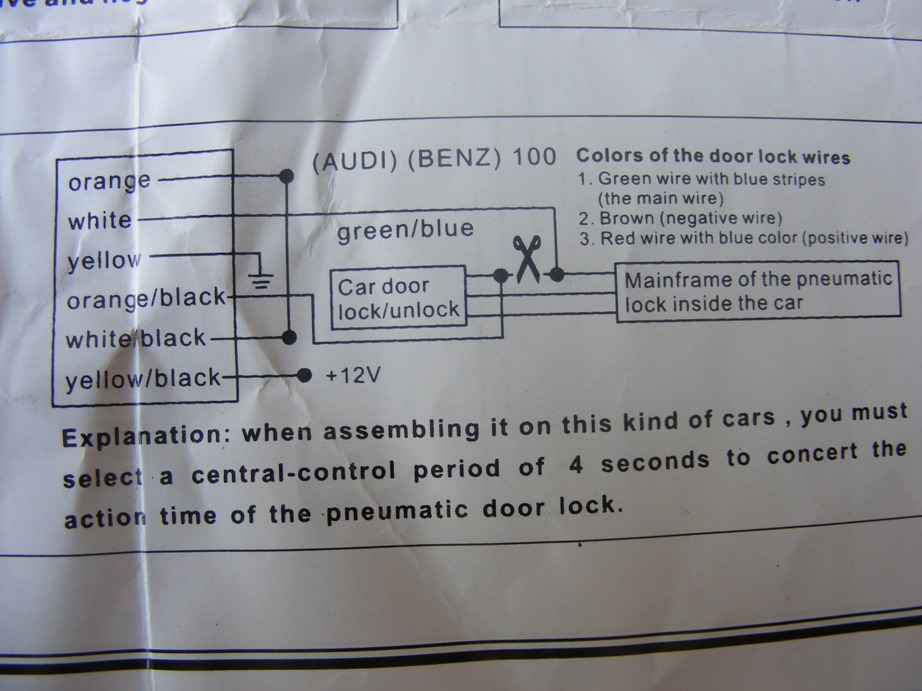 (AUDI) (BENZ) 100
Colors of the door lock wires
1. Green wire with blue stripes
(the main wire)
2. Brown (negative wire)
3. Red wire with blue color (positive wire)
orange
white
yellow
orange/black
white/black
yellow/black
green/blue
Car door
lock/unlock
Mainframe of the pneumatic
lock inside the car
+12V
Explanation: when assembling it on this kind of cars , you must
select a central-control period of 4 seconds to concert the
action time of the pneumatic door lock.